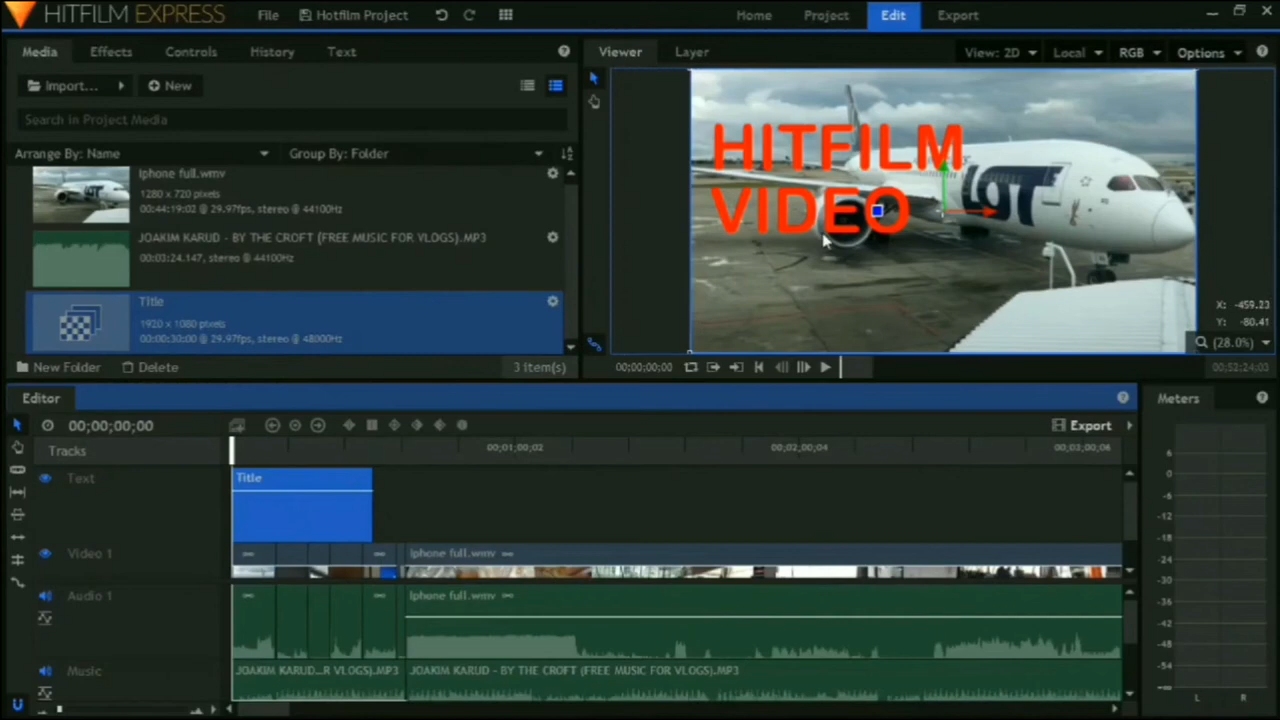 HITFILM EXPRESS File Hotfilm Project Home Project Edit Export
Media Effects Controls History Text
Import... New
Search in Project Media
Arrange By: Name Group By: Folder
Iphone full.wmv
1280 x 720 pixels
00:44:19:02 @ 29.97fps, stereo @ 44100Hz
JOAKIM KARUD - BY THE CROFT (FREE MUSIC FOR VLOGS).MP3
00:03:24.147, stereo @ 44100Hz
Title
1920 x 1080 pixels
00:00:30:00 @ 29.97fps, stereo @ 48000Hz
New Folder Delete 3 item(s)
Viewer Layer View: 2D Local RGB Options
HITFILM
VIDEO
LOT
X: -459.23
Y: -80.41
(28.0%)
00;00;00;00 00;52;24;03
Editor
00;00;00;00 Export
Tracks 00;01;00;02 00;02;00;04 00;03;00;06
Text Title
Video 1 Iphone full.wmv
Audio 1 Iphone full.wmv
Music JOAKIM KARUD...R VLOGS).MP3 JOAKIM KARUD - BY THE CROFT (FREE MUSIC FOR VLOGS).MP3
Meters
6
0
-6
-12
-18
-24
-30
-36
-42
-48
-54
-∞
L R